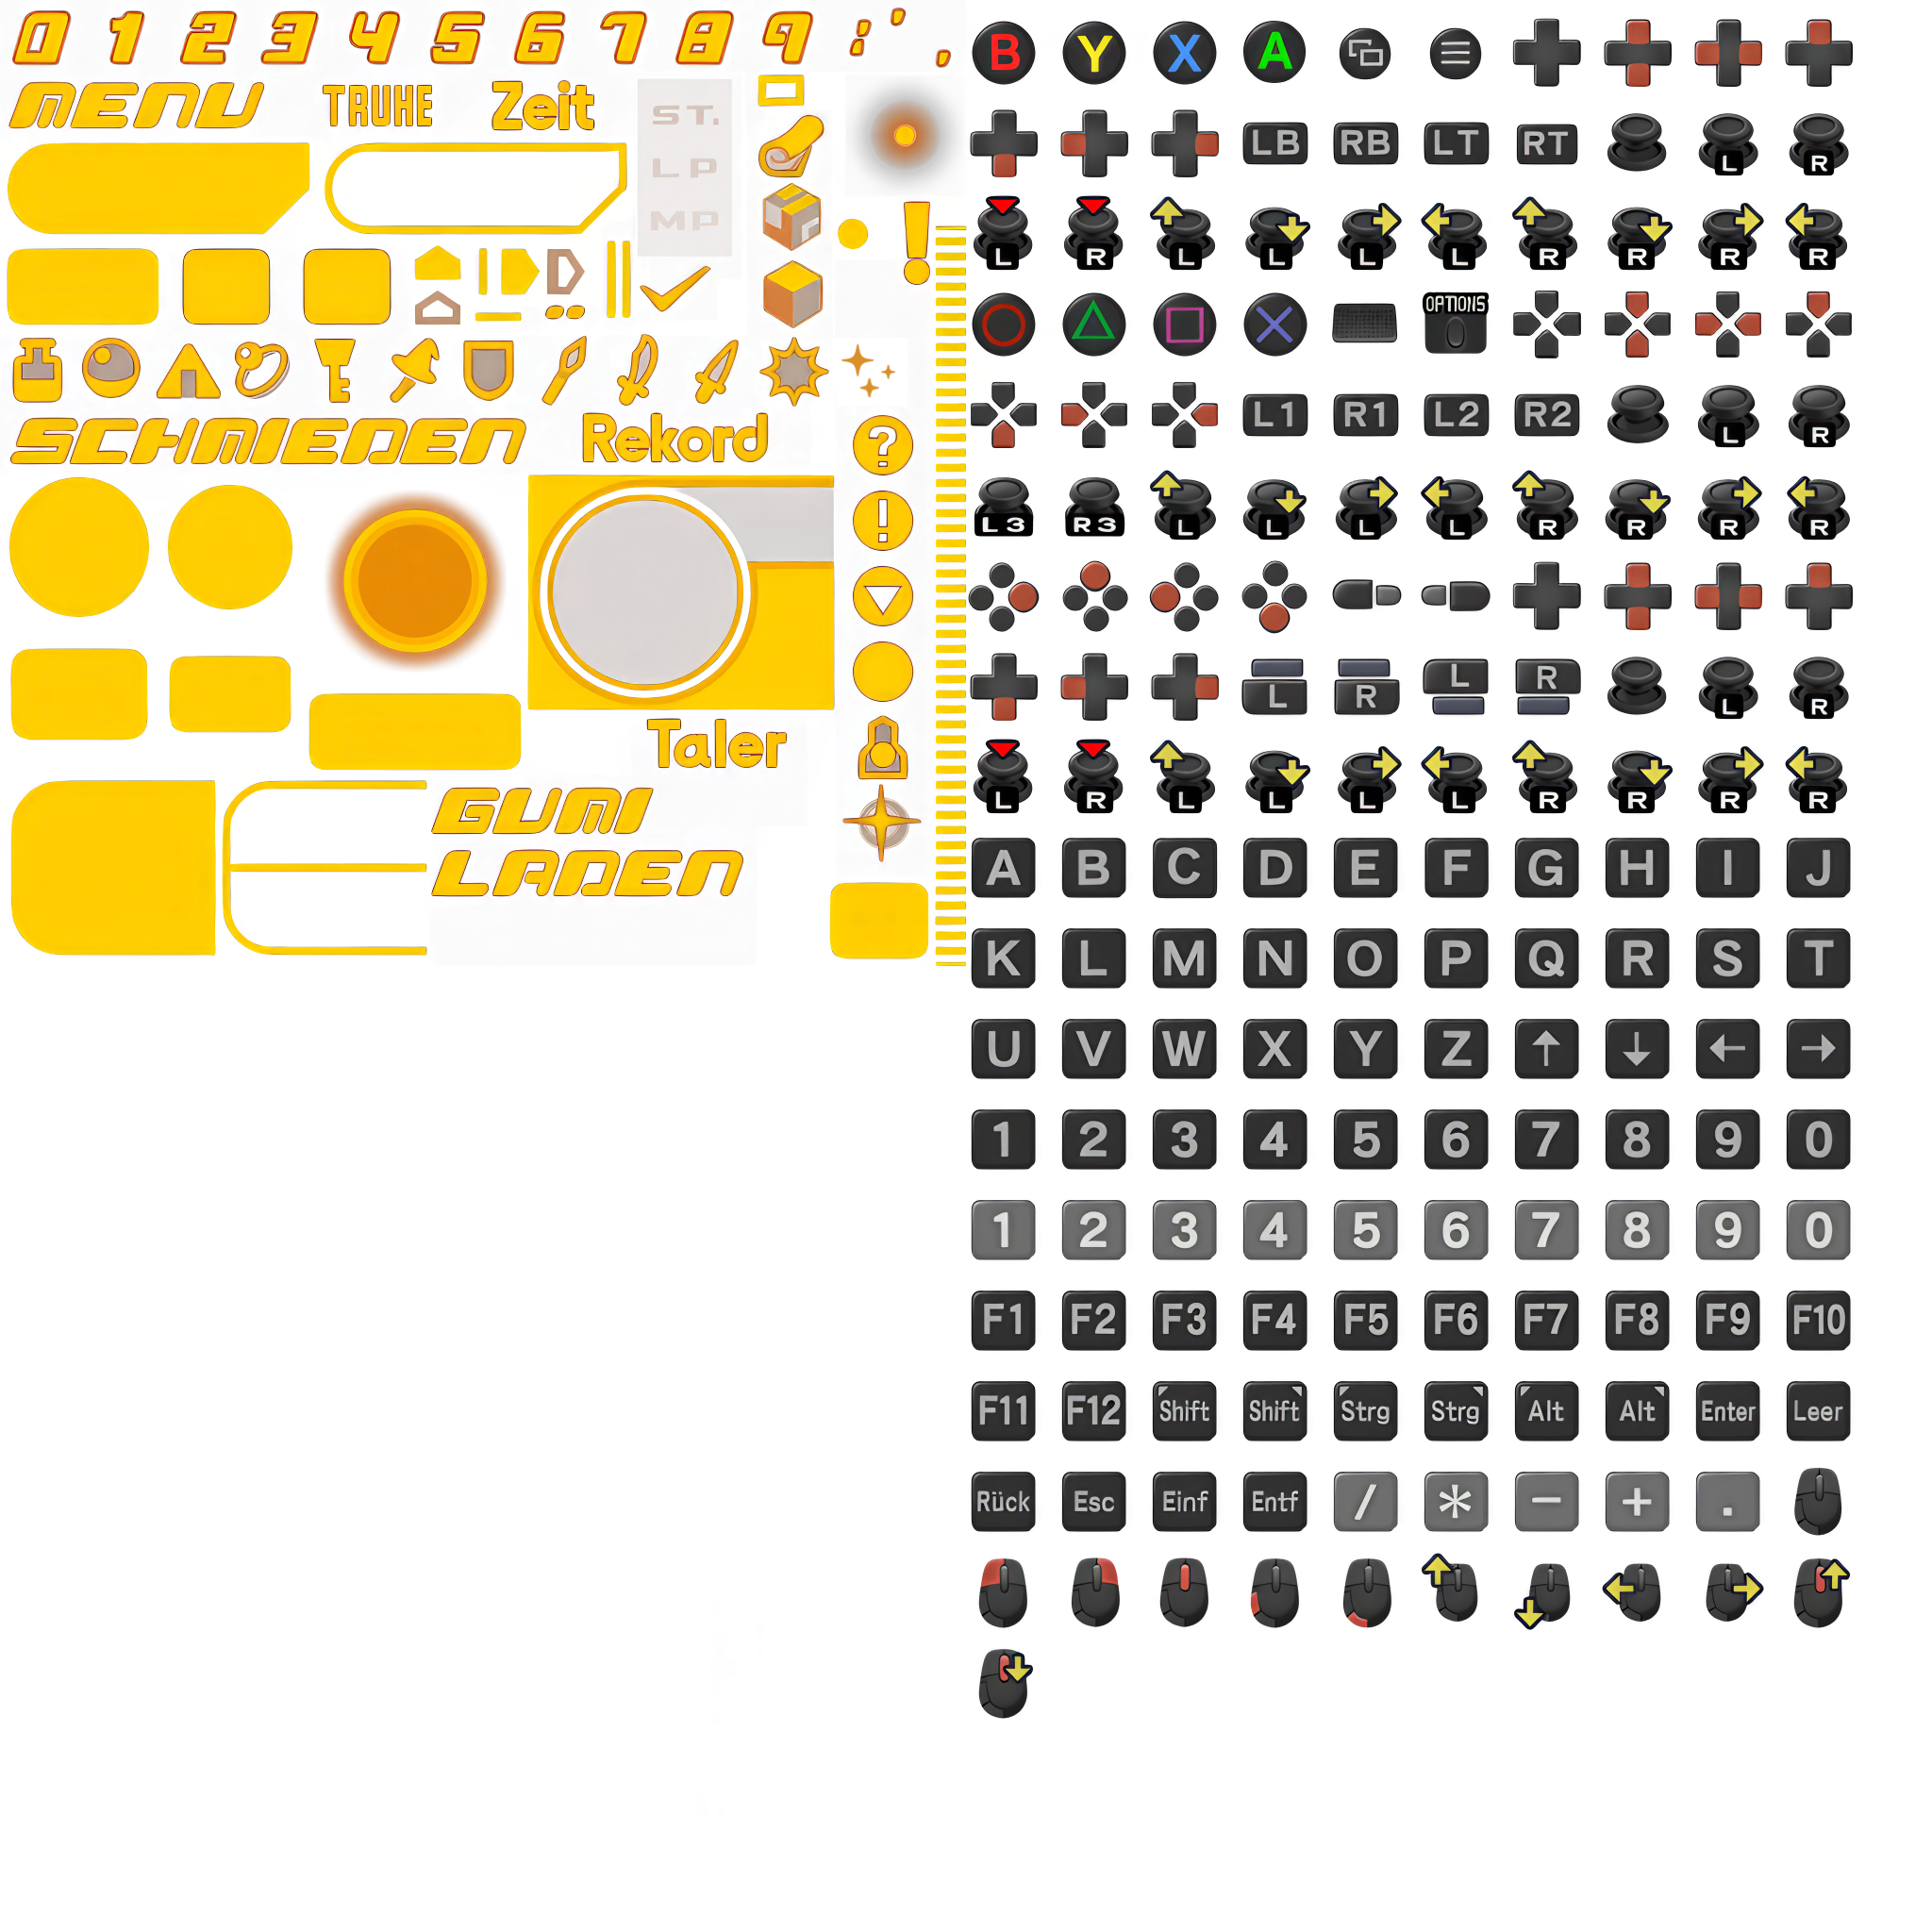 0 1 2 3 4 5 6 7 8 9 : ' ,
MENU TRUHE Zeit
ST.
LP
MP
SCHMIEDEN Rekord
?
!
Taler
GUMI
LADEN
B Y X A
LB RB LT RT L R
L R L L L L R R R R
OPTIONS
L1 R1 L2 R2 L R
L3 R3 L L L L R R R R
L R L R L R
L R L L L L R R R R
A B C D E F G H I J
K L M N O P Q R S T
U V W X Y Z ↑ ↓ ← →
1 2 3 4 5 6 7 8 9 0
1 2 3 4 5 6 7 8 9 0
F1 F2 F3 F4 F5 F6 F7 F8 F9 F10
F11 F12 Shift Shift Strg Strg Alt Alt Enter Leer
Rück Esc Einf Entf / * - + .